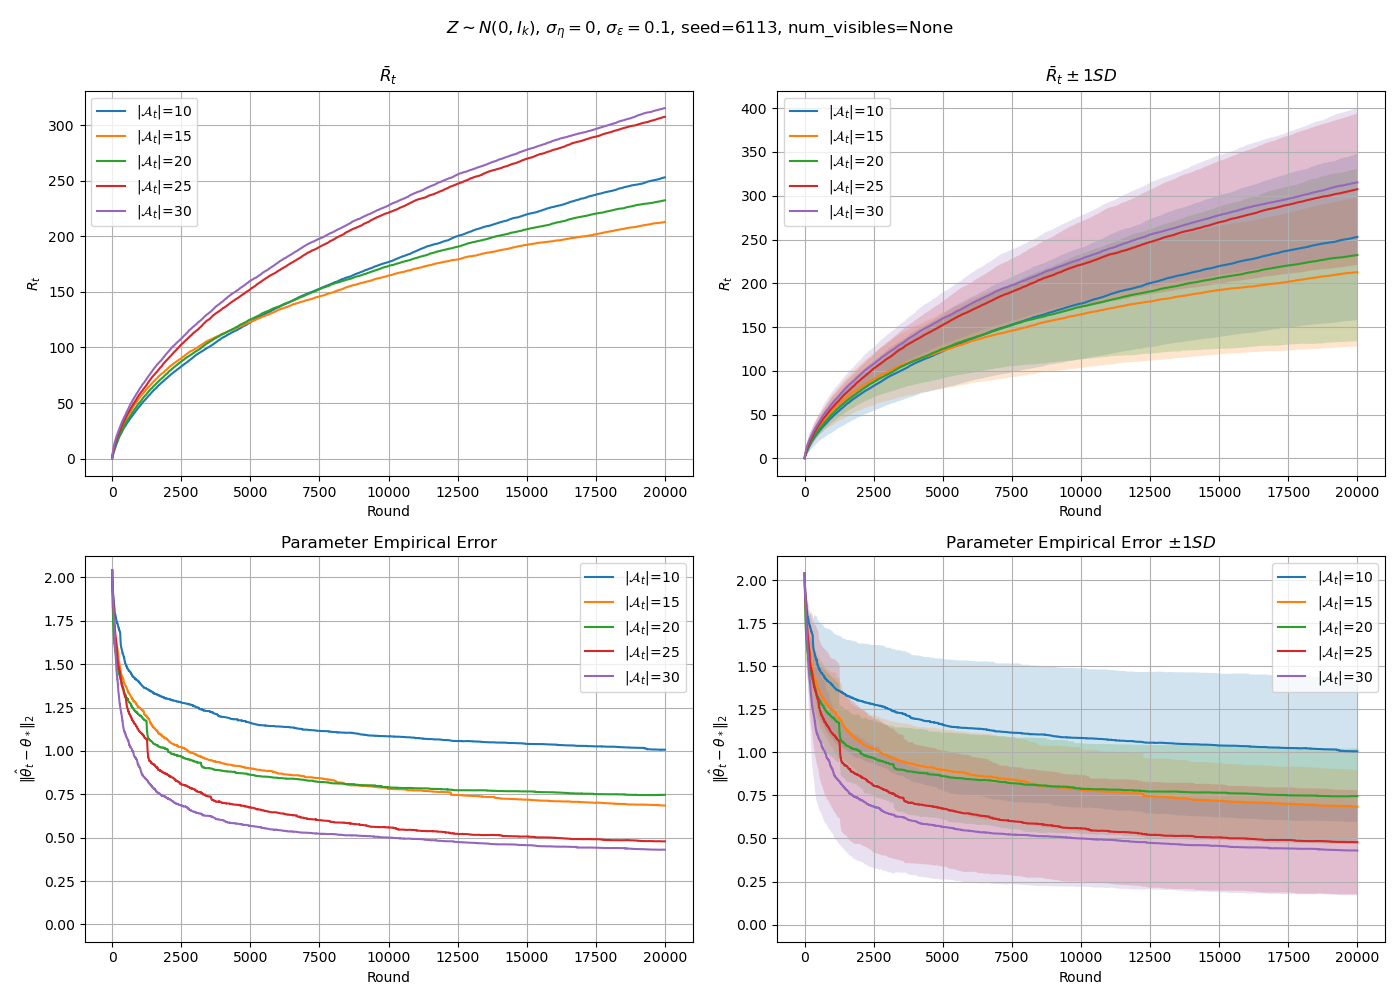 Z ∼ N(0, I_k), σ_η = 0, σ_ε = 0.1, seed=6113, num_visibles=None
R̄_t
R_t
300
250
200
150
100
50
0
|𝒜_t|=10
|𝒜_t|=15
|𝒜_t|=20
|𝒜_t|=25
|𝒜_t|=30
0 2500 5000 7500 10000 12500 15000 17500 20000
Round
R̄_t ± 1SD
R_t
400
350
300
250
200
150
100
50
0
|𝒜_t|=10
|𝒜_t|=15
|𝒜_t|=20
|𝒜_t|=25
|𝒜_t|=30
0 2500 5000 7500 10000 12500 15000 17500 20000
Round
Parameter Empirical Error
‖θ̂_t − θ_*‖_2
2.00
1.75
1.50
1.25
1.00
0.75
0.50
0.25
0.00
|𝒜_t|=10
|𝒜_t|=15
|𝒜_t|=20
|𝒜_t|=25
|𝒜_t|=30
0 2500 5000 7500 10000 12500 15000 17500 20000
Round
Parameter Empirical Error ±1SD
‖θ̂_t − θ_*‖_2
2.00
1.75
1.50
1.25
1.00
0.75
0.50
0.25
0.00
|𝒜_t|=10
|𝒜_t|=15
|𝒜_t|=20
|𝒜_t|=25
|𝒜_t|=30
0 2500 5000 7500 10000 12500 15000 17500 20000
Round